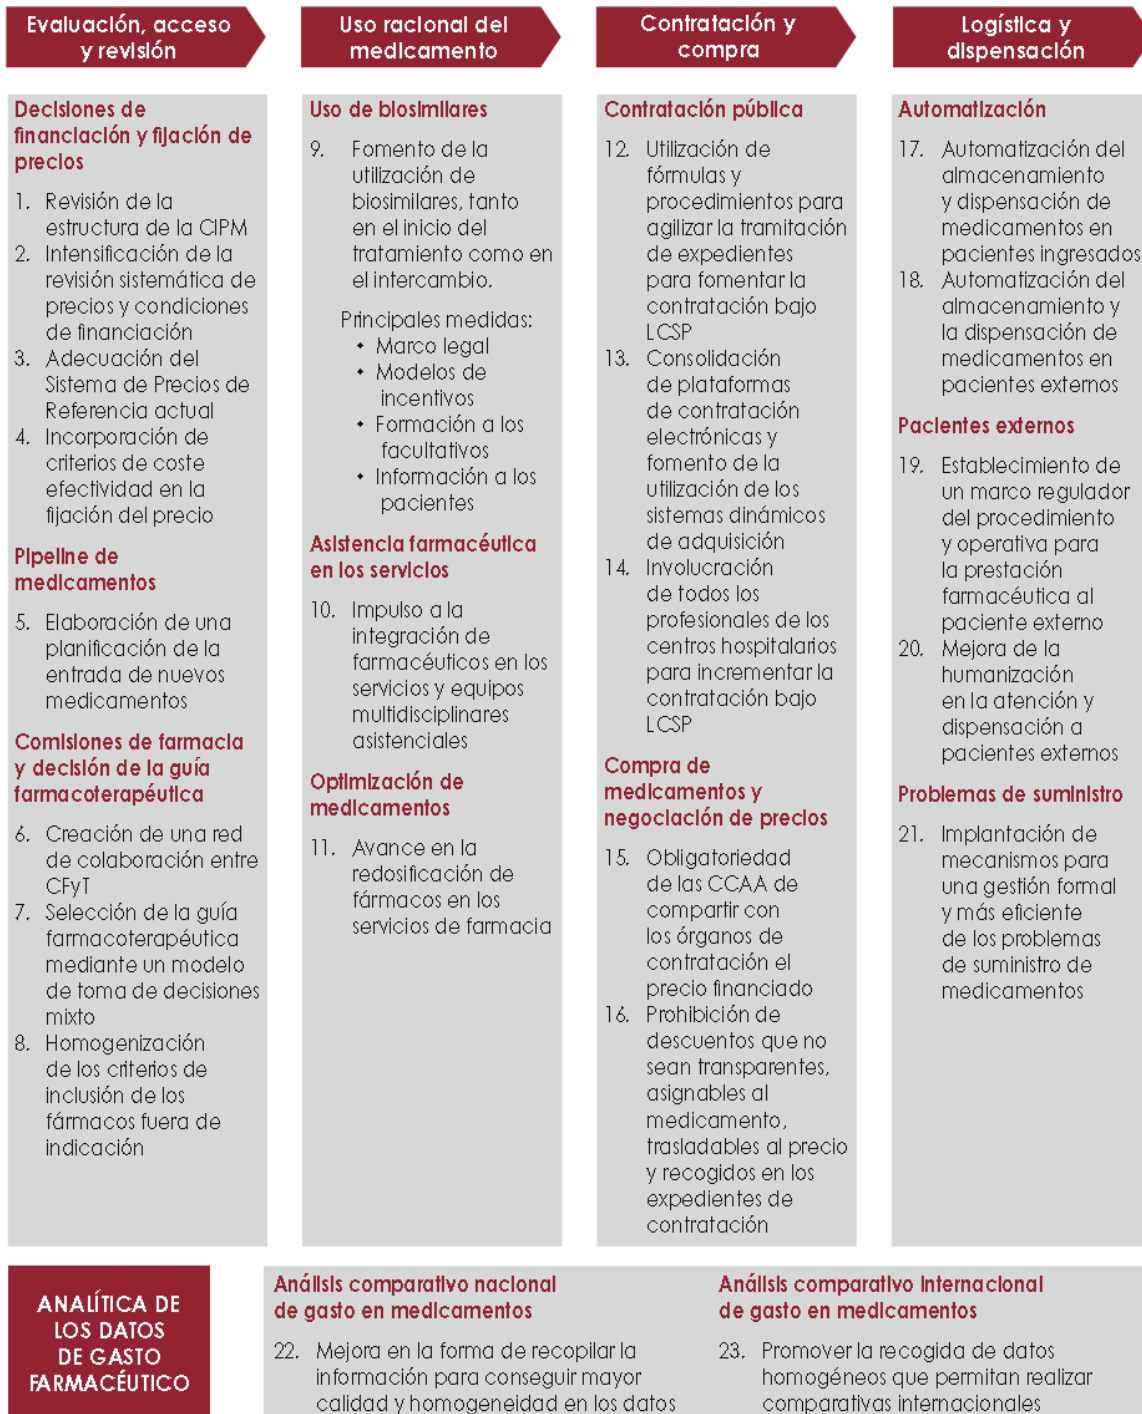 Evaluación, acceso
y revisión
Decisiones de
financiación y fijación de
precios
1. Revisión de la
estructura de la CIPM
2. Intensificación de la
revisión sistemática de
precios y condiciones
de financiación
3. Adecuación del
Sistema de Precios de
Referencia actual
4. Incorporación de
criterios de coste
efectividad en la
fijación del precio
Pipeline de
medicamentos
5. Elaboración de una
planificación de la
entrada de nuevos
medicamentos
Comisiones de farmacia
y decisión de la guía
farmacoterapéutica
6. Creación de una red
de colaboración entre
CFyT
7. Selección de la guía
farmacoterapéutica
mediante un modelo
de toma de decisiones
mixto
8. Homogenización
de los criterios de
inclusión de los
fármacos fuera de
indicación
Uso racional del
medicamento
Uso de biosimilares
9. Fomento de la
utilización de
biosimilares, tanto
en el inicio del
tratamiento como en
el intercambio.
Principales medidas:
• Marco legal
• Modelos de
incentivos
• Formación a los
facultativos
• Información a los
pacientes
Asistencia farmacéutica
en los servicios
10. Impulso a la
integración de
farmacéuticos en los
servicios y equipos
multidisciplinares
asistenciales
Optimización de
medicamentos
11. Avance en la
redosificación de
fármacos en los
servicios de farmacia
Contratación y
compra
Contratación pública
12. Utilización de
fórmulas y
procedimientos para
agilizar la tramitación
de expedientes
para fomentar la
contratación bajo
LCSP
13. Consolidación
de plataformas
de contratación
electrónicas y
fomento de la
utilización de los
sistemas dinámicos
de adquisición
14. Involucración
de todos los
profesionales de los
centros hospitalarios
para incrementar la
contratación bajo
LCSP
Compra de
medicamentos y
negociación de precios
15. Obligatoriedad
de las CCAA de
compartir con
los órganos de
contratación el
precio financiado
16. Prohibición de
descuentos que no
sean transparentes,
asignables al
medicamento,
trasladables al precio
y recogidos en los
expedientes de
contratación
Logística y
dispensación
Automatización
17. Automatización del
almacenamiento
y dispensación de
medicamentos en
pacientes ingresados
18. Automatización del
almacenamiento y
la dispensación de
medicamentos en
pacientes externos
Pacientes externos
19. Establecimiento de
un marco regulador
del procedimiento
y operativa para
la prestación
farmacéutica al
paciente externo
20. Mejora de la
humanización
en la atención y
dispensación a
pacientes externos
Problemas de suministro
21. Implantación de
mecanismos para
una gestión formal
y más eficiente
de los problemas
de suministro de
medicamentos
ANALÍTICA DE
LOS DATOS
DE GASTO
FARMACÉUTICO
Análisis comparativo nacional
de gasto en medicamentos
22. Mejora en la forma de recopilar la
información para conseguir mayor
calidad y homogeneidad en los datos
Análisis comparativo internacional
de gasto en medicamentos
23. Promover la recogida de datos
homogéneos que permitan realizar
comparativas internacionales